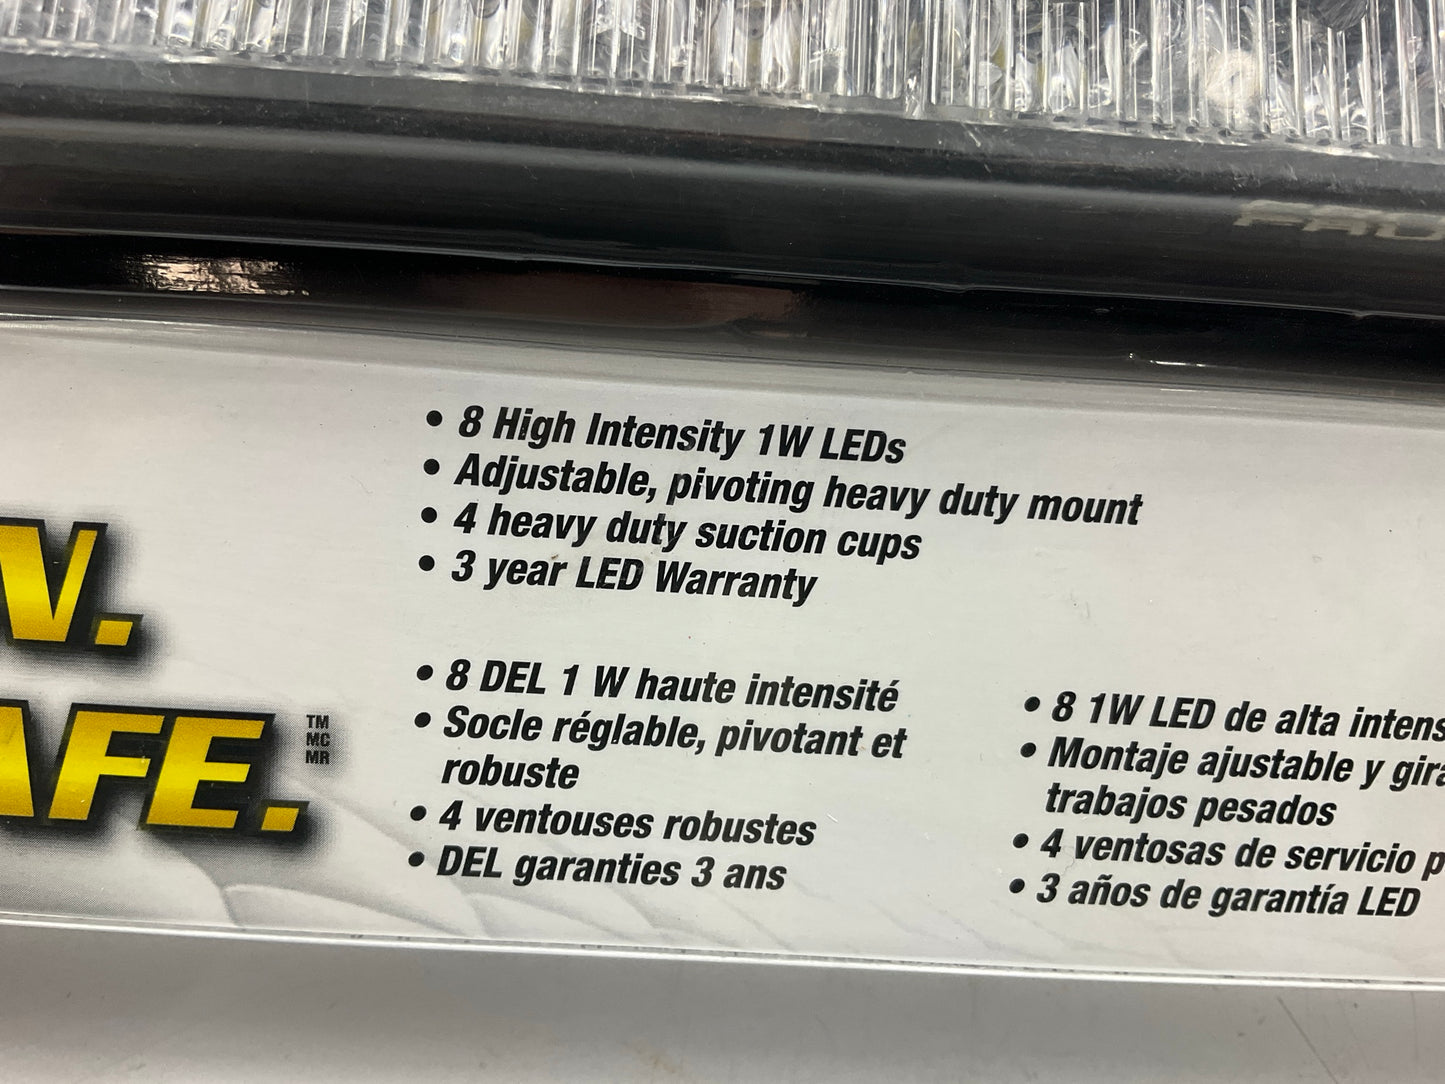 • 8 High Intensity 1W LEDs
• Adjustable, pivoting heavy duty mount
• 4 heavy duty suction cups
• 3 year LED Warranty
N.
AFE.
TM
MC
MR
• 8 DEL 1 W haute intensité
• Socle réglable, pivotant et
robuste
• 4 ventouses robustes
• DEL garanties 3 ans
• 8 1W LED de alta intens
• Montaje ajustable y gira
trabajos pesados
• 4 ventosas de servicio p
• 3 años de garantía LED